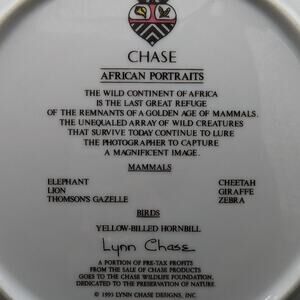 CHASE
AFRICAN PORTRAITS
THE WILD CONTINENT OF AFRICA
IS THE LAST GREAT REFUGE
OF THE REMNANTS OF A GOLDEN AGE OF MAMMALS.
THE UNEQUALED ARRAY OF WILD CREATURES
THAT SURVIVE TODAY CONTINUE TO LURE
THE PHOTOGRAPHER TO CAPTURE
A MAGNIFICENT IMAGE.
MAMMALS
ELEPHANT CHEETAH
LION GIRAFFE
THOMSON'S GAZELLE ZEBRA
BIRDS
YELLOW-BILLED HORNBILL
Lynn Chase
A PORTION OF PRE-TAX PROFITS
FROM THE SALE OF CHASE PRODUCTS
GOES TO THE CHASE WILDLIFE FOUNDATION,
DEDICATED TO THE PRESERVATION OF NATURE.
© 1995 LYNN CHASE DESIGNS, INC.